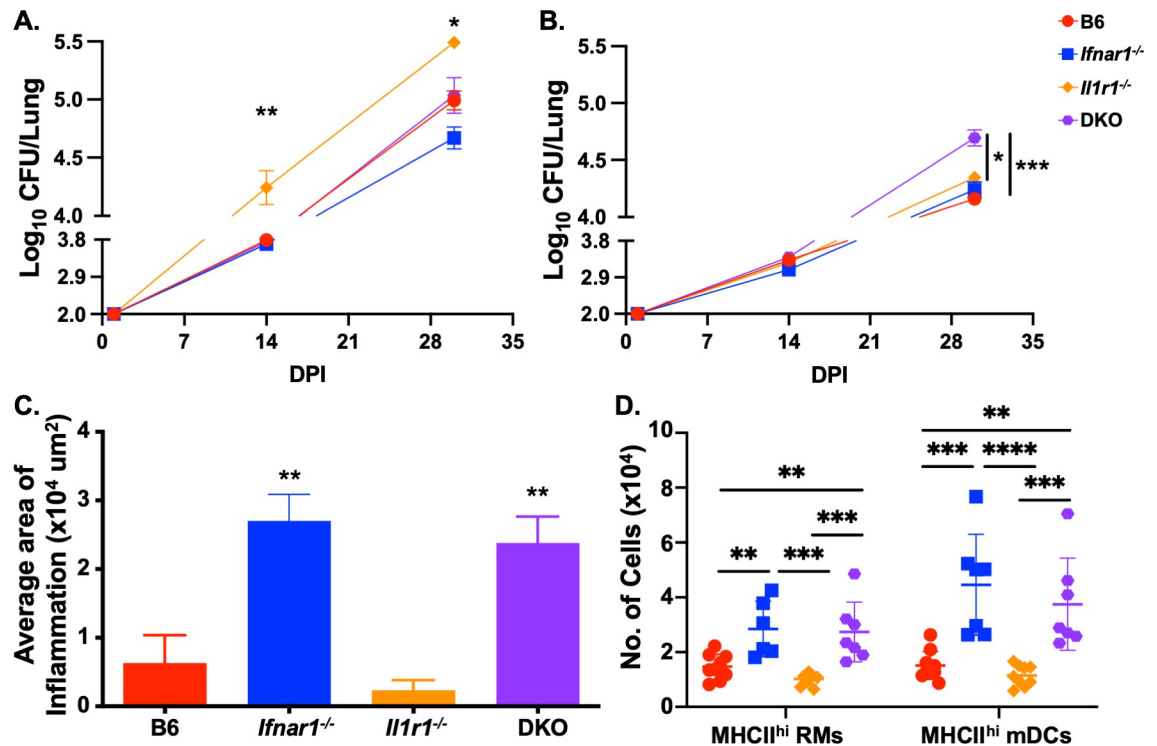 A.
B.
B6
Ifnar1-/-
Il1r1-/-
DKO
Log10 CFU/Lung
5.5
5.0
4.5
4.0
3.8
2.9
2.0
**
*
0 7 14 21 28 35
DPI
Log10 CFU/Lung
5.5
5.0
4.5
4.0
3.8
2.9
2.0
*
***
0 7 14 21 28 35
DPI
C.
Average area of
Inflammation (x10⁴ um²)
4
3
2
1
0
**
**
B6 Ifnar1-/- Il1r1-/- DKO
D.
No. of Cells (x10⁴)
10
8
6
4
2
0
**
***
**
***
**
*** ****
***
MHCIIhi RMs MHCIIhi mDCs